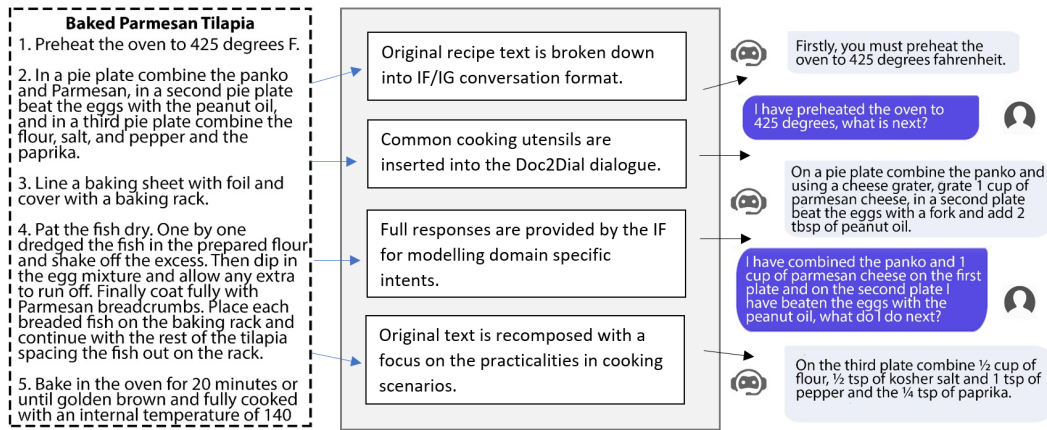 Baked Parmesan Tilapia
1. Preheat the oven to 425 degrees F.
2. In a pie plate combine the panko
and Parmesan, in a second pie plate
beat the eggs with the peanut oil,
and in a third pie plate combine the
flour, salt, and pepper and the
paprika.
3. Line a baking sheet with foil and
cover with a baking rack.
4. Pat the fish dry. One by one
dredged the fish in the prepared flour
and shake off the excess. Then dip in
the egg mixture and allow any extra
to run off. Finally coat fully with
Parmesan breadcrumbs. Place each
breaded fish on the baking rack and
continue with the rest of the tilapia
spacing the fish out on the rack.
5. Bake in the oven for 20 minutes or
until golden brown and fully cooked
with an internal temperature of 140
Original recipe text is broken down
into IF/IG conversation format.
Common cooking utensils are
inserted into the Doc2Dial dialogue.
Full responses are provided by the IF
for modelling domain specific
intents.
Original text is recomposed with a
focus on the practicalities in cooking
scenarios.
Firstly, you must preheat the
oven to 425 degrees fahrenheit.
I have preheated the oven to
425 degrees, what is next?
On a pie plate combine the panko and
using a cheese grater, grate 1 cup of
parmesan cheese, in a second plate
beat the eggs with a fork and add 2
tbsp of peanut oil.
I have combined the panko and 1
cup of parmesan cheese on the first
plate and on the second plate I
have beaten the eggs with the
peanut oil, what do I do next?
On the third plate combine ½ cup of
flour, ½ tsp of kosher salt and 1 tsp of
pepper and the ¼ tsp of paprika.